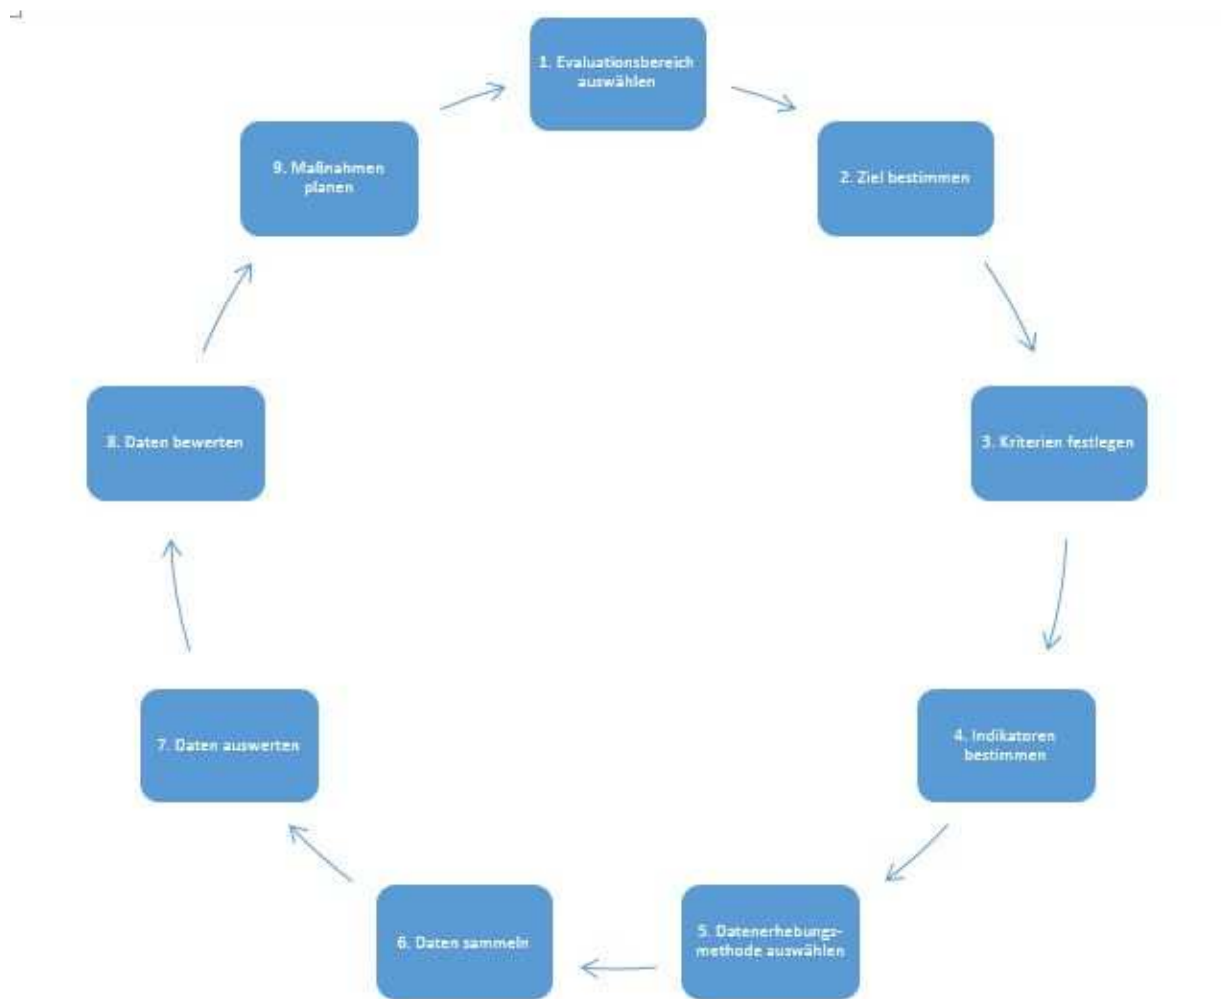 1. Evaluationsbereich
auswählen
2. Ziel bestimmen
3. Kriterien festlegen
4. Indikatoren
bestimmen
5. Datenerhebungs-
methode auswählen
6. Daten sammeln
7. Daten auswerten
8. Daten bewerten
9. Maßnahmen
planen